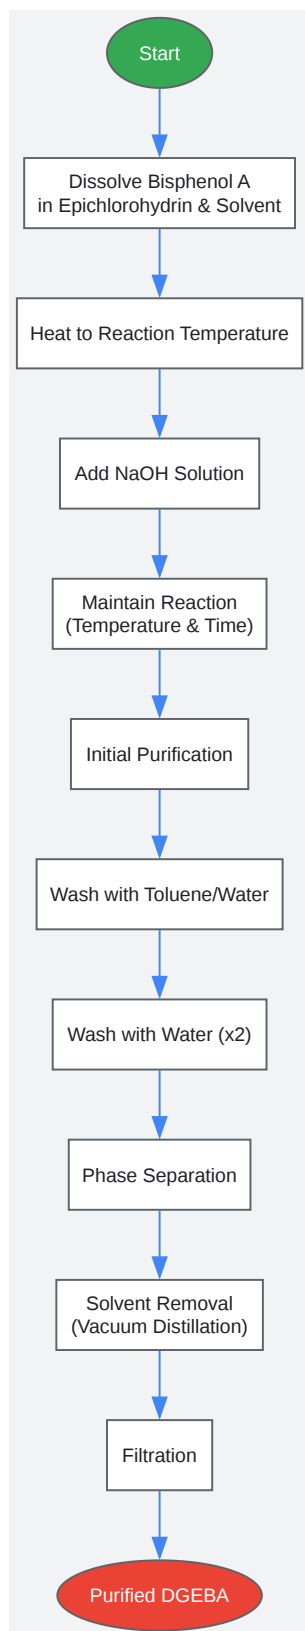 Start
Dissolve Bisphenol A
in Epichlorohydrin & Solvent
Heat to Reaction Temperature
Add NaOH Solution
Maintain Reaction
(Temperature & Time)
Initial Purification
Wash with Toluene/Water
Wash with Water (x2)
Phase Separation
Solvent Removal
(Vacuum Distillation)
Filtration
Purified DGEBA